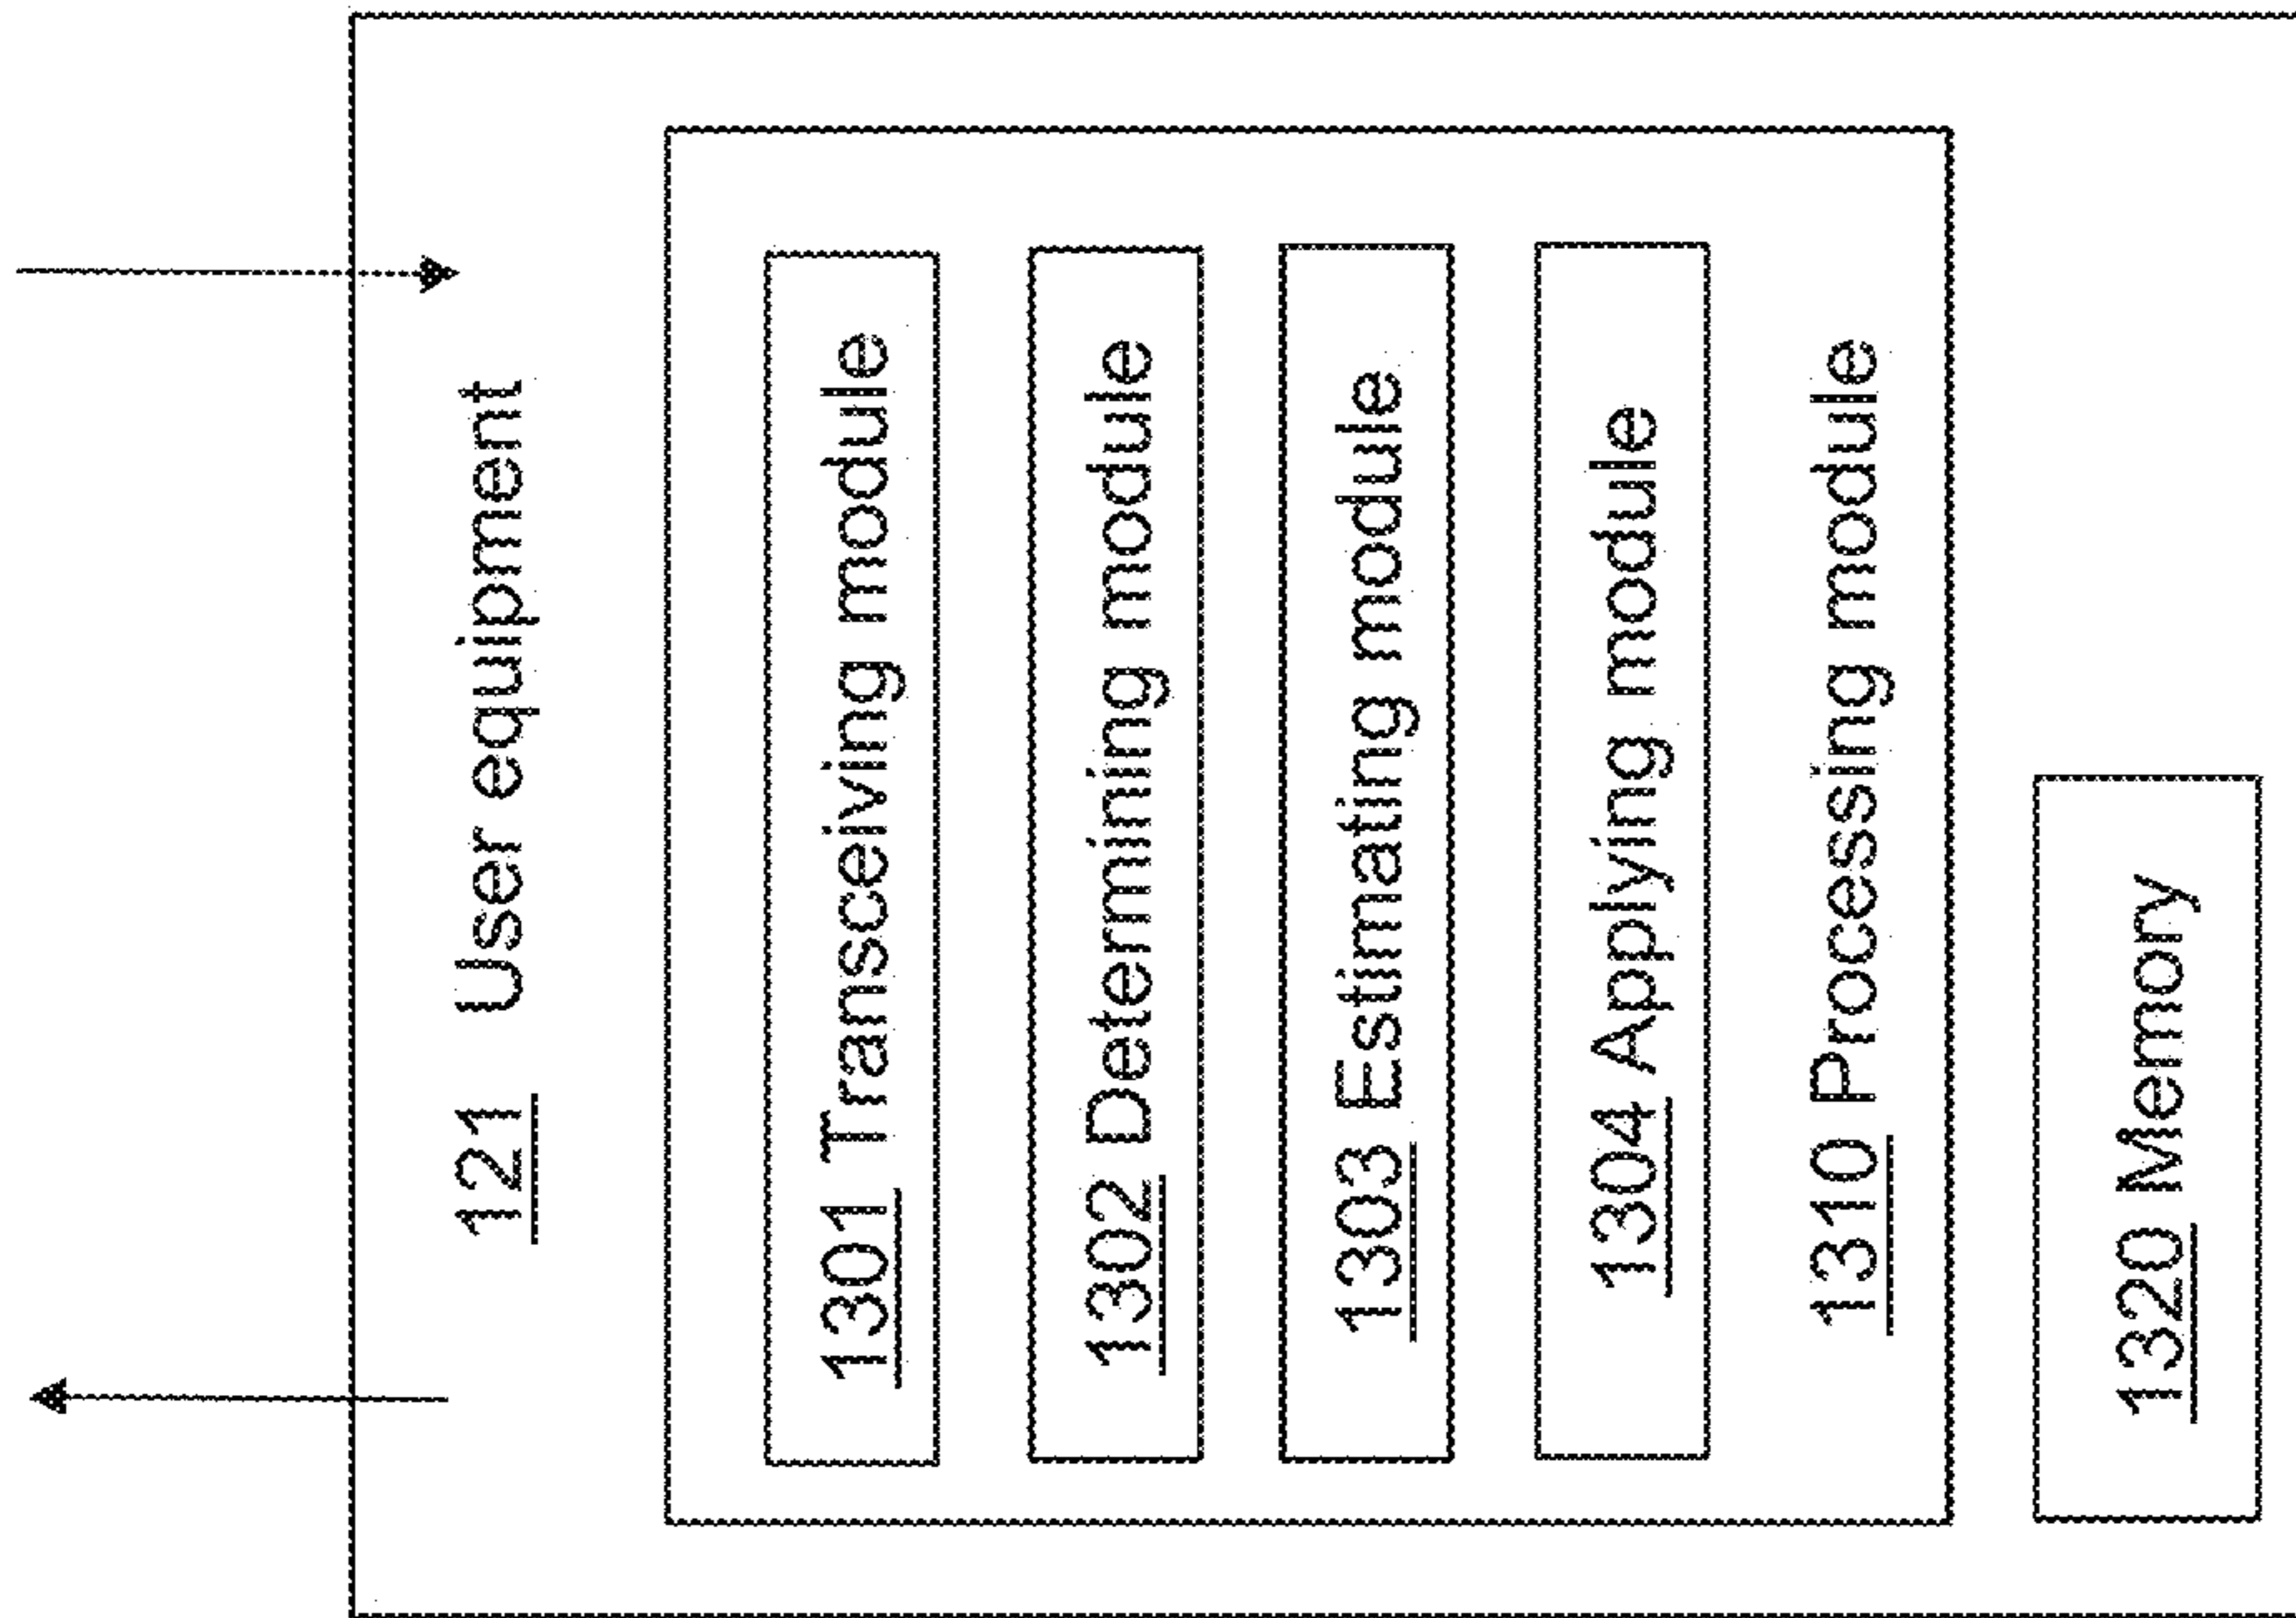 121 User equipment
1301 Transceiving module
1302 Determining module
1303 Estimating module
1304 Applying module
1310 Processing module
1320 Memory